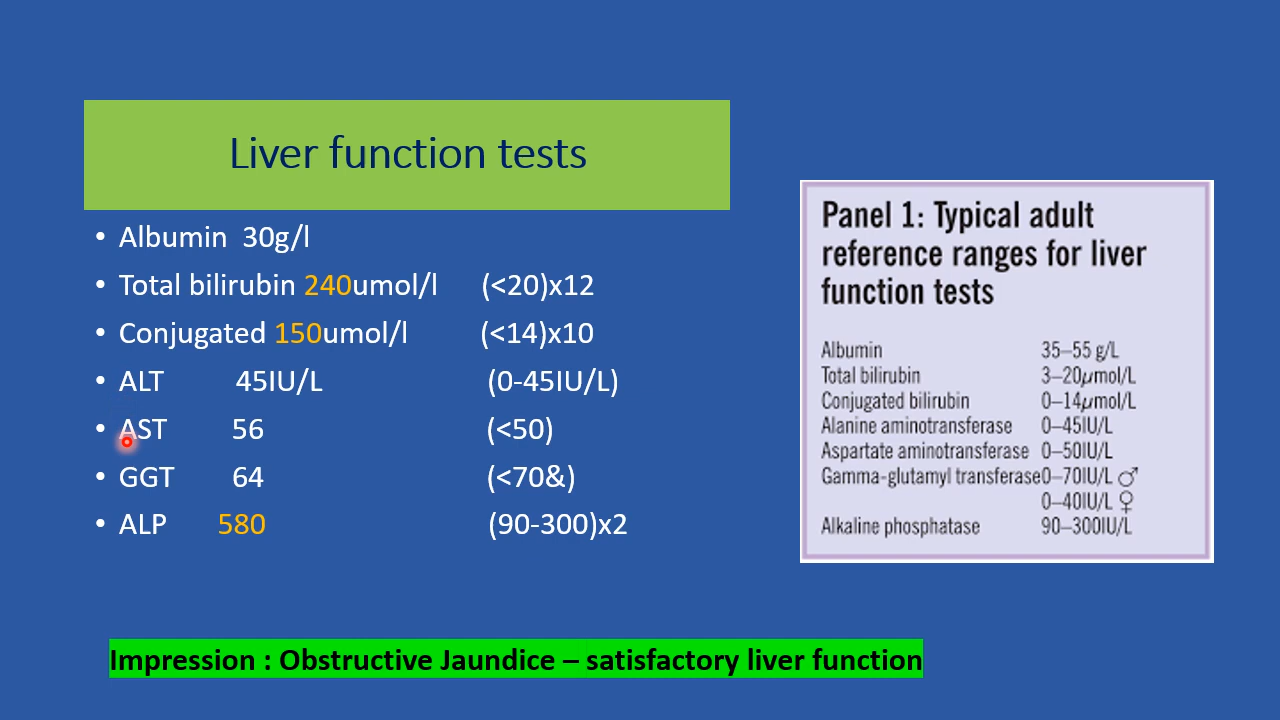 Liver function tests
• Albumin 30g/l
• Total bilirubin 240umol/l (<20)x12
• Conjugated 150umol/l (<14)x10
• ALT 45IU/L (0-45IU/L)
• AST 56 (<50)
• GGT 64 (<70&)
• ALP 580 (90-300)x2
Panel 1: Typical adult
reference ranges for liver
function tests
Albumin 35–55 g/L
Total bilirubin 3–20µmol/L
Conjugated bilirubin 0–14µmol/L
Alanine aminotransferase 0–45IU/L
Aspartate aminotransferase 0–50IU/L
Gamma-glutamyl transferase0–70IU/L ♂
0–40IU/L ♀
Alkaline phosphatase 90–300IU/L
Impression : Obstructive Jaundice – satisfactory liver function